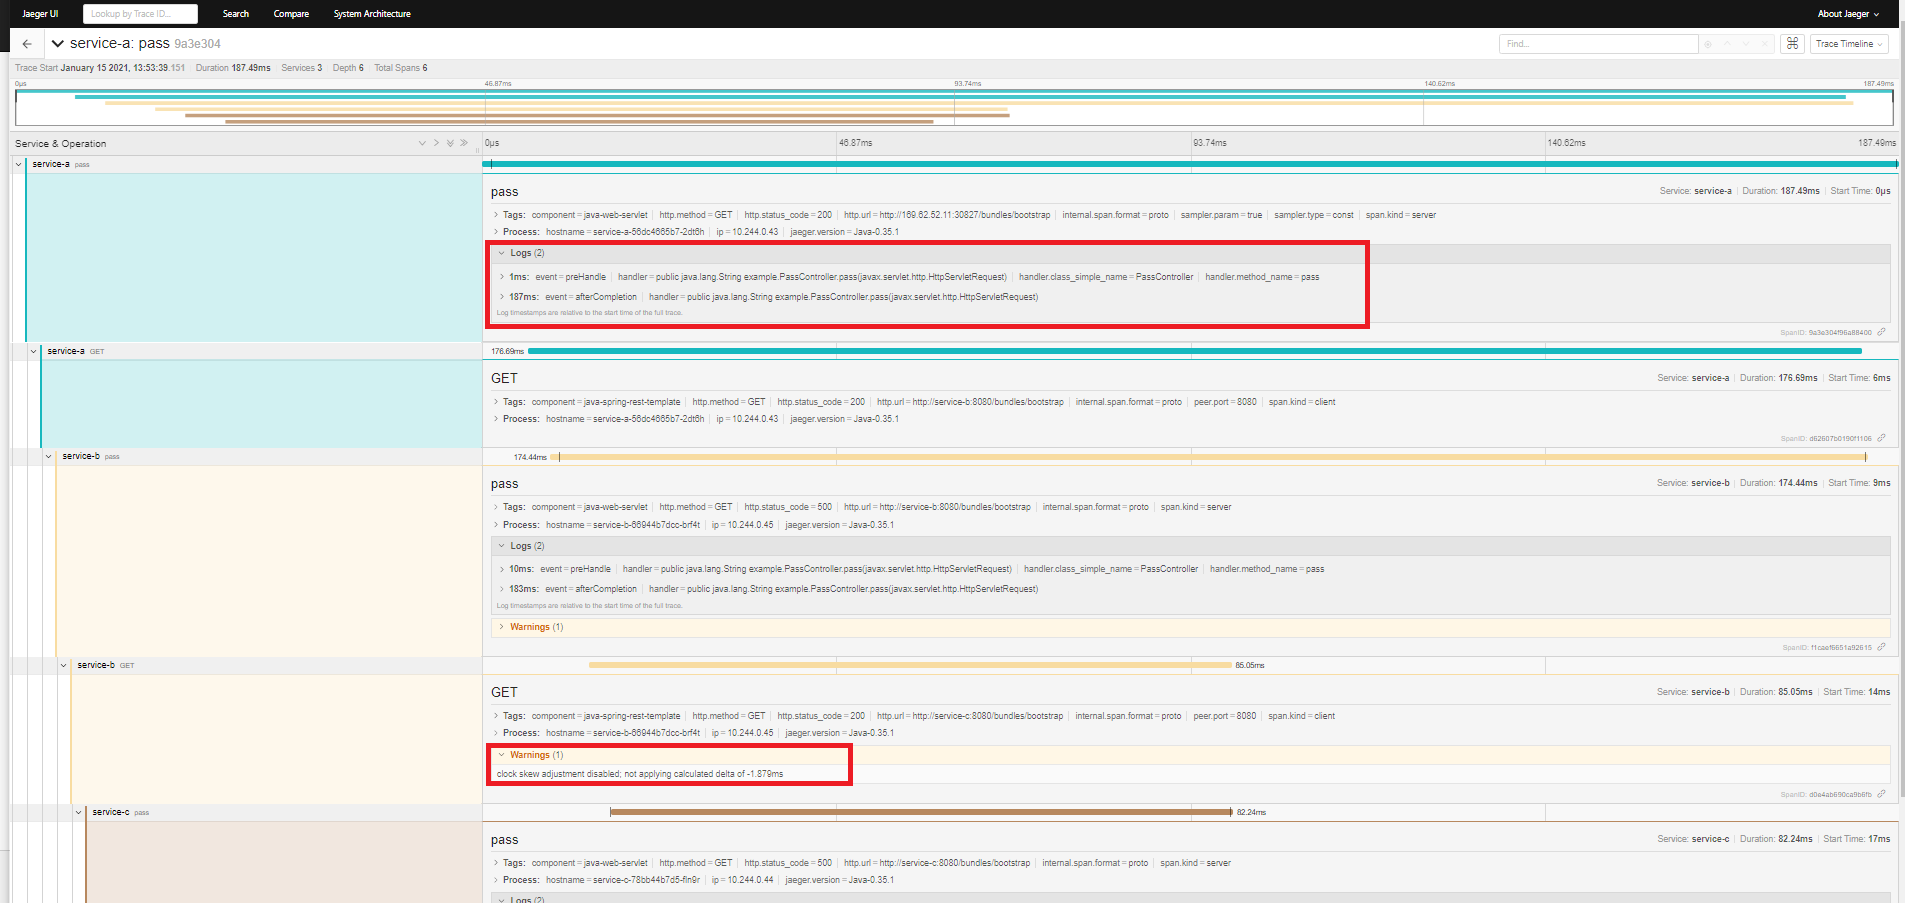 Jaeger UI Lookup by Trace ID... Search Compare System Architecture About Jaeger
service-a: pass 9a3e304 Find... Trace Timeline
Trace Start January 15 2021, 13:53:39.151 Duration 187.49ms Services 3 Depth 6 Total Spans 6
0μs 46.87ms 93.74ms 140.62ms 187.49ms
Service & Operation 0μs 46.87ms 93.74ms 140.62ms 187.49ms
service-a pass
pass Service: service-a Duration: 187.49ms Start Time: 0μs
Tags: component = java-web-servlet http.method = GET http.status_code = 200 http.url = http://169.62.52.11:30827/bundles/bootstrap internal.span.format = proto sampler.param = true sampler.type = const span.kind = server
Process: hostname = service-a-56dc4665b7-2dt6h ip = 10.244.0.43 jaeger.version = Java-0.35.1
Logs (2)
1ms: event = preHandle handler = public java.lang.String example.PassController.pass(javax.servlet.http.HttpServletRequest) handler.class_simple_name = PassController handler.method_name = pass
187ms: event = afterCompletion handler = public java.lang.String example.PassController.pass(javax.servlet.http.HttpServletRequest)
Log timestamps are relative to the start time of the full trace.
SpanID: 9a3e304f96a88400
service-a GET 176.69ms
GET Service: service-a Duration: 176.69ms Start Time: 6ms
Tags: component = java-spring-rest-template http.method = GET http.status_code = 200 http.url = http://service-b:8080/bundles/bootstrap internal.span.format = proto peer.port = 8080 span.kind = client
Process: hostname = service-a-56dc4665b7-2dt6h ip = 10.244.0.43 jaeger.version = Java-0.35.1
SpanID: d62607b0190f1106
service-b pass 174.44ms
pass Service: service-b Duration: 174.44ms Start Time: 9ms
Tags: component = java-web-servlet http.method = GET http.status_code = 500 http.url = http://service-b:8080/bundles/bootstrap internal.span.format = proto span.kind = server
Process: hostname = service-b-66944b7dcc-brf4t ip = 10.244.0.45 jaeger.version = Java-0.35.1
Logs (2)
10ms: event = preHandle handler = public java.lang.String example.PassController.pass(javax.servlet.http.HttpServletRequest) handler.class_simple_name = PassController handler.method_name = pass
183ms: event = afterCompletion handler = public java.lang.String example.PassController.pass(javax.servlet.http.HttpServletRequest)
Log timestamps are relative to the start time of the full trace.
Warnings (1)
SpanID: f1caef6651a92615
service-b GET 85.05ms
GET Service: service-b Duration: 85.05ms Start Time: 14ms
Tags: component = java-spring-rest-template http.method = GET http.status_code = 200 http.url = http://service-c:8080/bundles/bootstrap internal.span.format = proto peer.port = 8080 span.kind = client
Process: hostname = service-b-66944b7dcc-brf4t ip = 10.244.0.45 jaeger.version = Java-0.35.1
Warnings (1)
clock skew adjustment disabled; not applying calculated delta of -1.879ms
SpanID: d0e4ab690ca9b6fb
service-c pass 82.24ms
pass Service: service-c Duration: 82.24ms Start Time: 17ms
Tags: component = java-web-servlet http.method = GET http.status_code = 500 http.url = http://service-c:8080/bundles/bootstrap internal.span.format = proto span.kind = server
Process: hostname = service-c-78bb44b7d5-fln9r ip = 10.244.0.44 jaeger.version = Java-0.35.1
Logs (2)